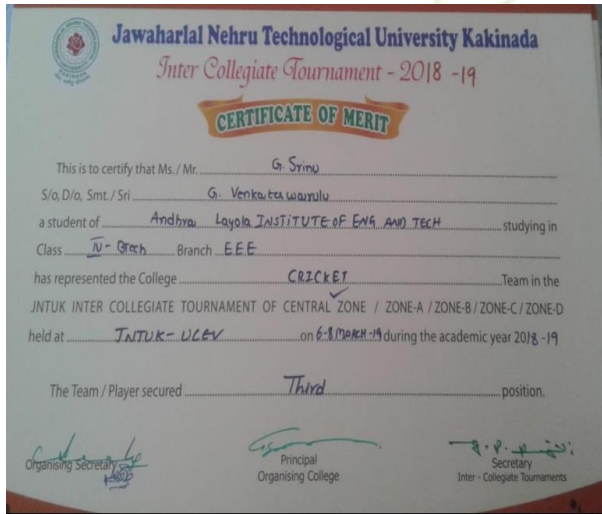 Jawaharlal Nehru Technological University Kakinada
Inter Collegiate Tournament - 2018 -19
CERTIFICATE OF MERIT
This is to certify that Ms. / Mr. G. Srinu
S/o, D/o, Smt. / Sri G. Venkateswarulu
a student of Andhra Layola INSTITUTE OF ENG AND TECH studying in
Class IV - Btech Branch EEE
has represented the College CRICKET Team in the
JNTUK INTER COLLEGIATE TOURNAMENT OF CENTRAL ZONE / ZONE-A / ZONE-B / ZONE-C / ZONE-D
held at JNTUK - UCEV on 6-8 MARCH-19 during the academic year 2018 -19
The Team / Player secured Third position.
Organising Secretary
Principal
Organising College
Secretary
Inter - Collegiate Tournaments